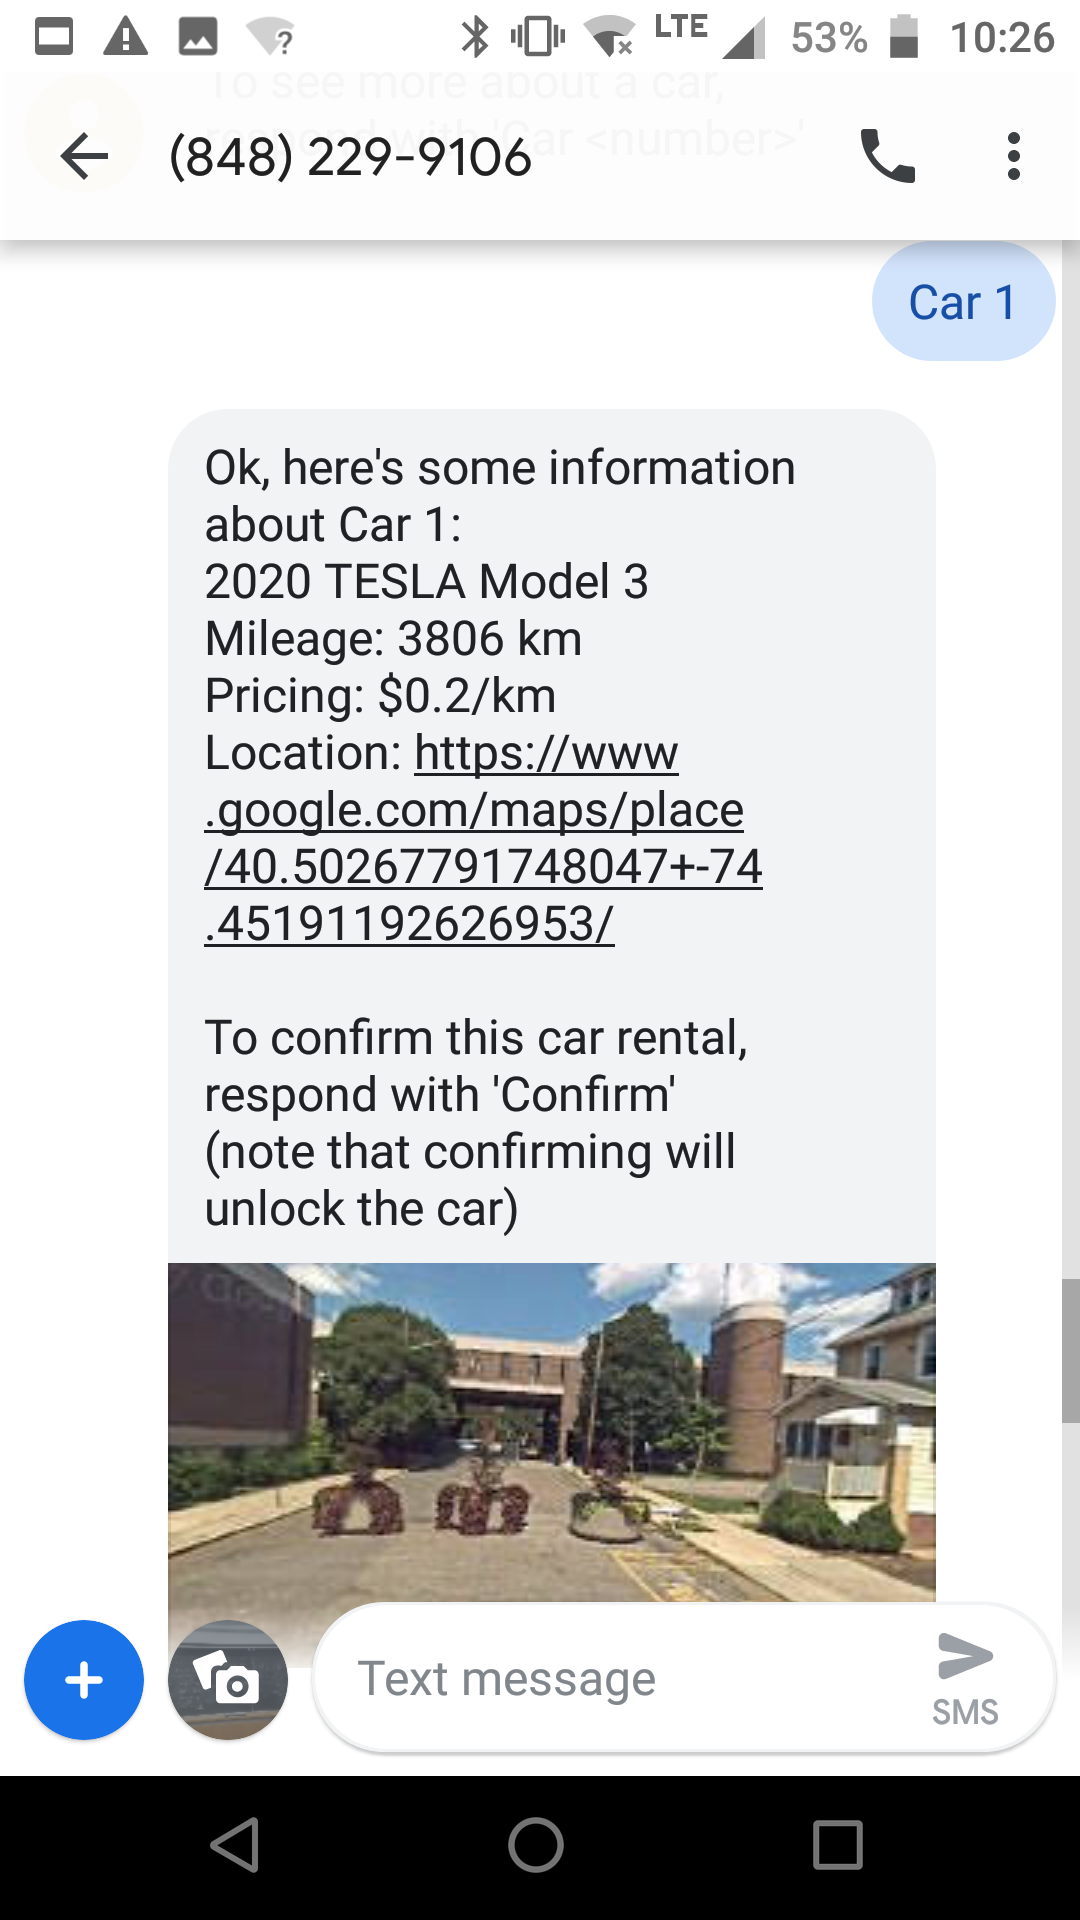 LTE 53% 10:26
To see more about a car,
respond with 'Car <number>'
(848) 229-9106
Car 1
Ok, here's some information
about Car 1:
2020 TESLA Model 3
Mileage: 3806 km
Pricing: $0.2/km
Location: https://www
.google.com/maps/place
/40.50267791748047+-74
.45191192626953/
To confirm this car rental,
respond with 'Confirm'
(note that confirming will
unlock the car)
Text message
SMS